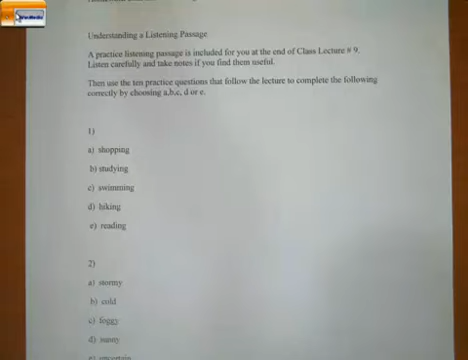 Understanding a Listening Passage
A practice listening passage is included for you at the end of Class Lecture # 9.
Listen carefully and take notes if you find them useful.
Then use the ten practice questions that follow the lecture to complete the following
correctly by choosing a,b,c, d or e.
1)
a) shopping
b) studying
c) swimming
d) hiking
e) reading
2)
a) stormy
b) cold
c) foggy
d) sunny
e) uncertain